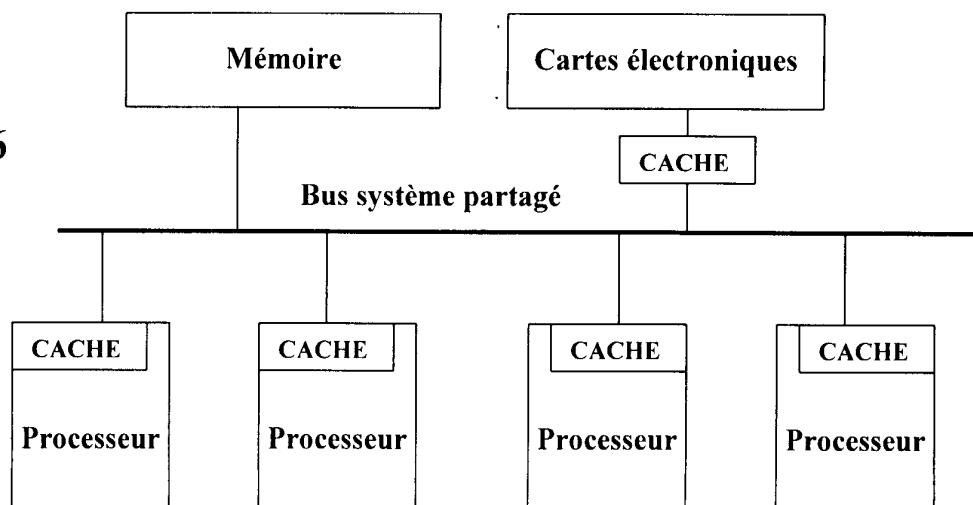 Mémoire
Cartes électroniques
CACHE
Bus système partagé
CACHE
CACHE
CACHE
CACHE
Processeur
Processeur
Processeur
Processeur